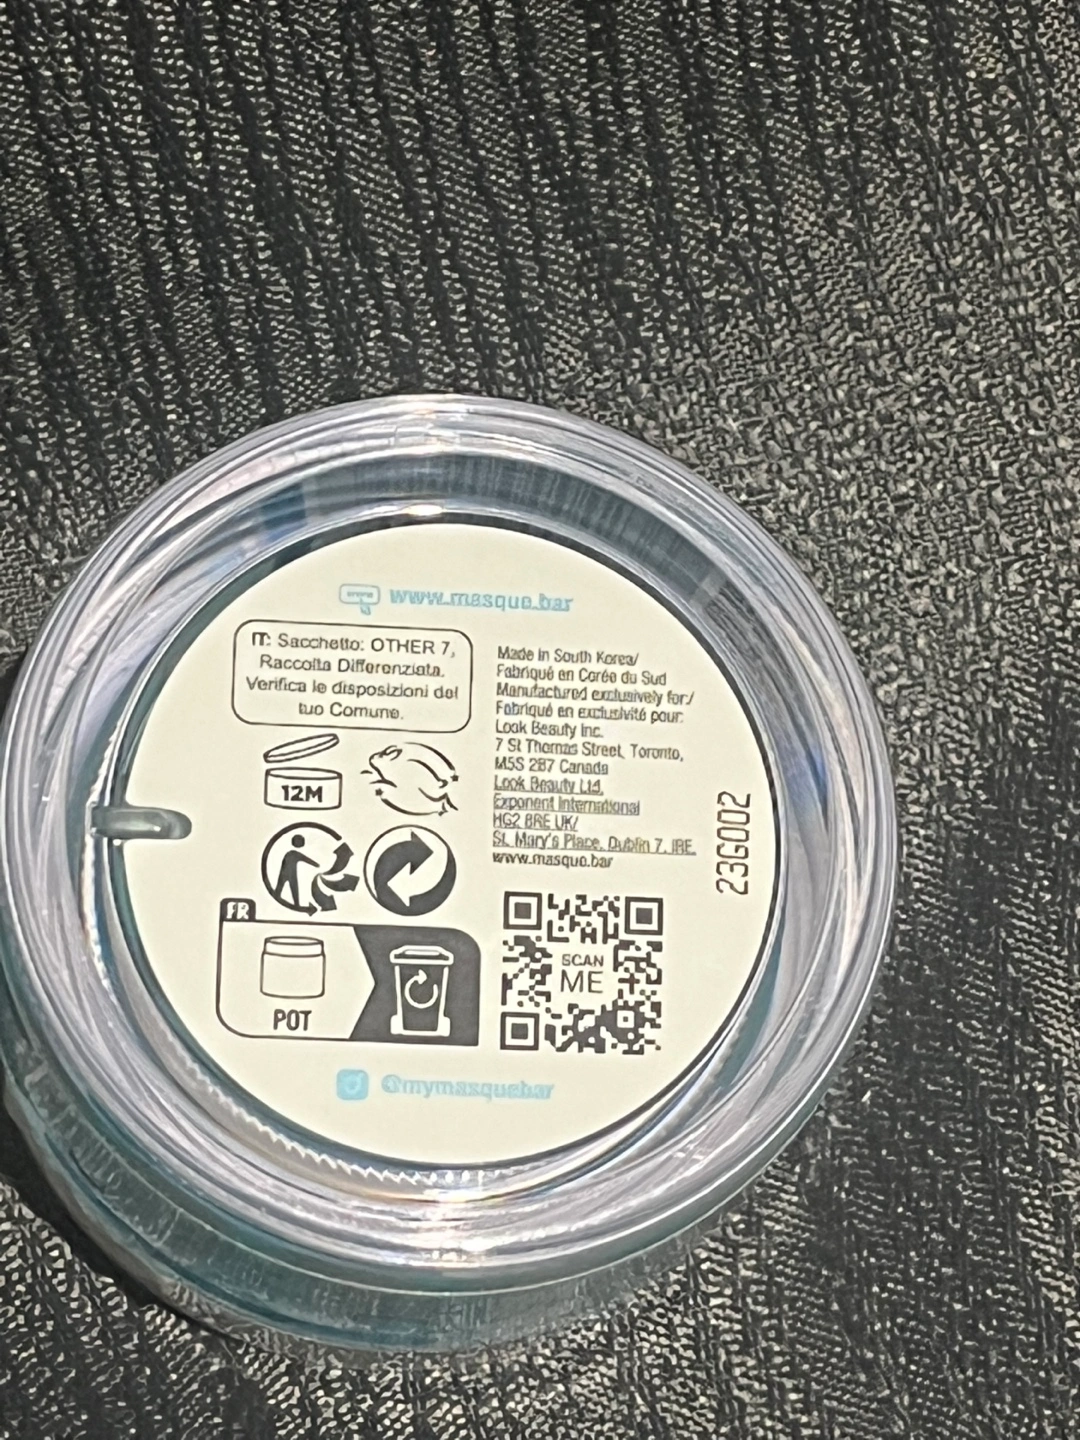 www.masque.bar
IT: Sacchetto: OTHER 7,
Raccolta Differenziata.
Verifica le disposizioni del
tuo Comune.
12M
FR
POT
Made in South Korea/
Fabriqué en Corée du Sud
Manufactured exclusively for:/
Fabriqué en exclusivité pour:
Look Beauty Inc.
7 St Thomas Street, Toronto,
M5S 2B7 Canada
Look Beauty Ltd.
Exponent International
HG2 8RE UK/
St. Mary's Place, Dublin 7, IRE.
www.masque.bar
23G002
SCAN
ME
@mymasquebar